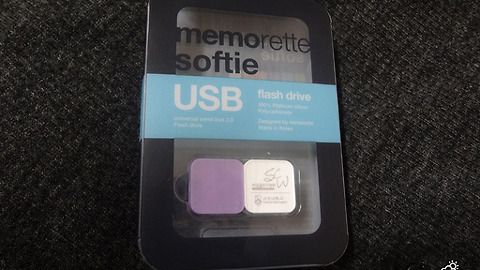 memorette
softie
USB
flash drive
universal serial bus 2.0
Flash drive
100% Platinum silicon
Polycarbonate
Designed by memorette
Made in Korea